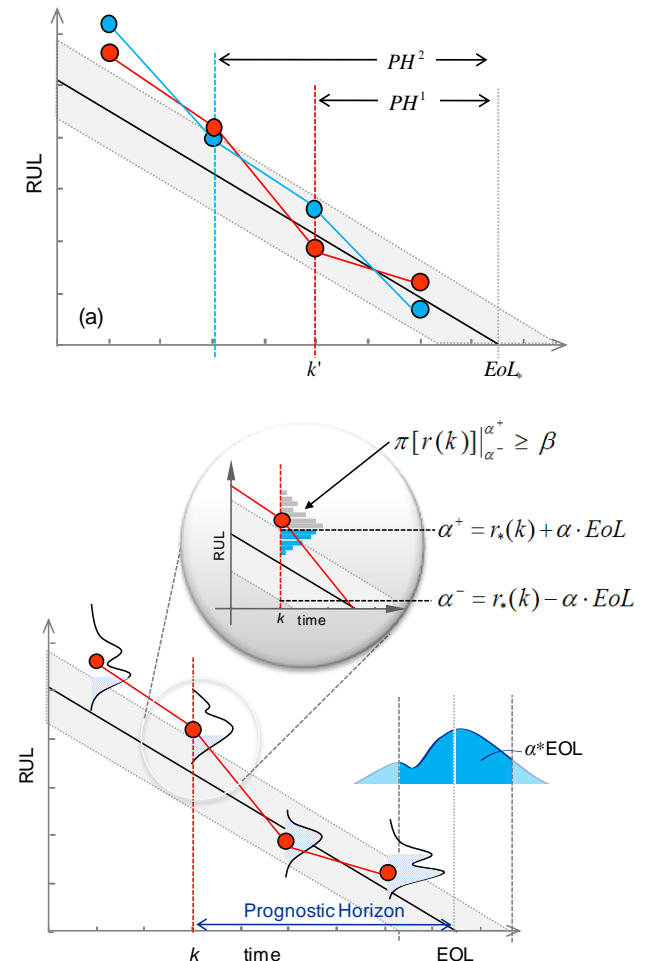 PH²
PH¹
RUL
(a)
k'
EoL*
π[r(k)]|α⁺ α⁻ ≥ β
α⁺ = r*(k) + α · EoL
RUL
α⁻ = r*(k) − α · EoL
k time
RUL
α*EOL
Prognostic Horizon
k time EOL